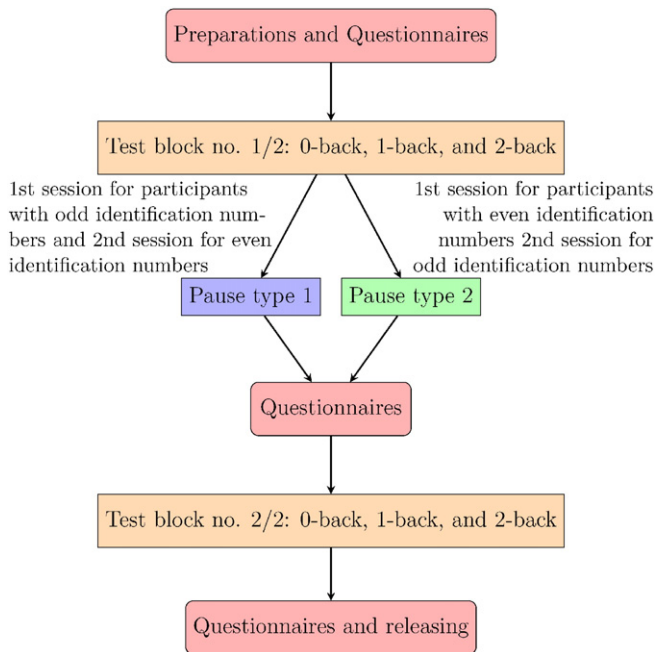 Preparations and Questionnaires
Test block no. 1/2: 0-back, 1-back, and 2-back
1st session for participants
with odd identification num-
bers and 2nd session for even
identification numbers
1st session for participants
with even identification
numbers 2nd session for
odd identification numbers
Pause type 1
Pause type 2
Questionnaires
Test block no. 2/2: 0-back, 1-back, and 2-back
Questionnaires and releasing